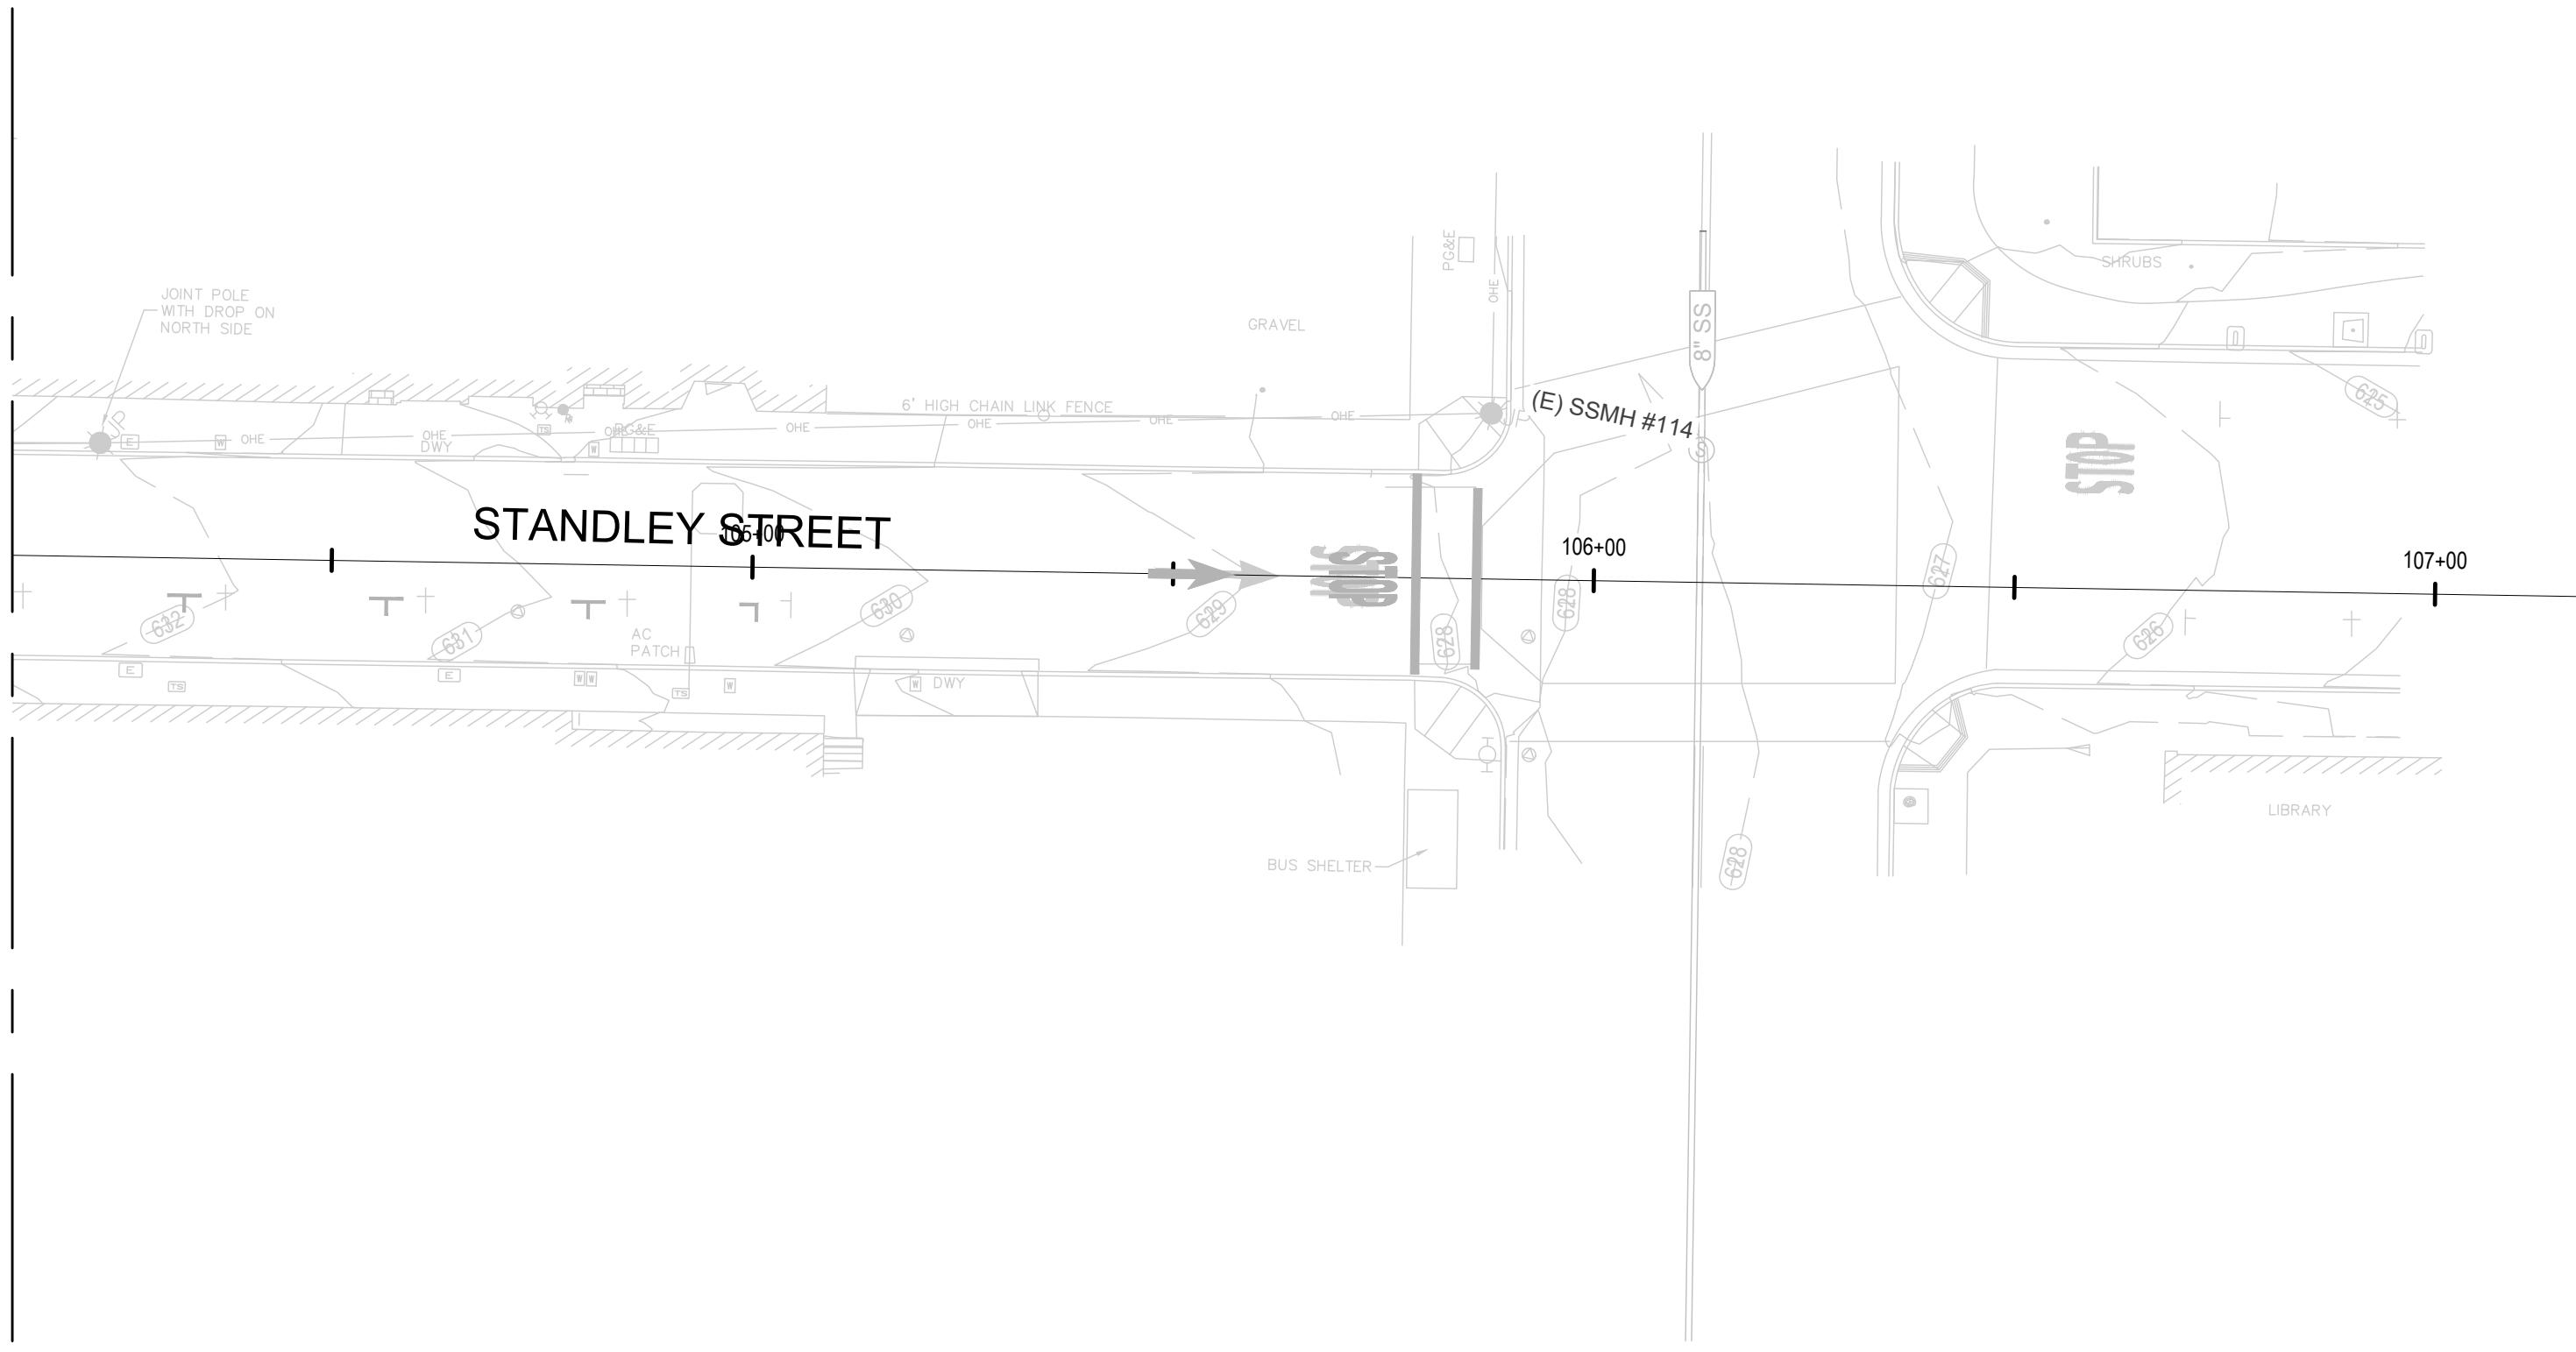 PG&E
OHE
SHRUBS
JOINT POLE
WITH DROP ON
NORTH SIDE
GRAVEL
8" SS
625
6' HIGH CHAIN LINK FENCE
(E) SSMH #114
S
JP
E
W
OHE
OHE
DWY
TS
OHE
PG&E
W
OHE
OHE
OHE
OHE
STOP
STANDLEY STREET
105+00
106+00
107+00
STOP
632
631
630
629
628
628
627
626
AC
PATCH
E
TS
E
W
W
TS
W
W
DWY
LIBRARY
BUS SHELTER
628